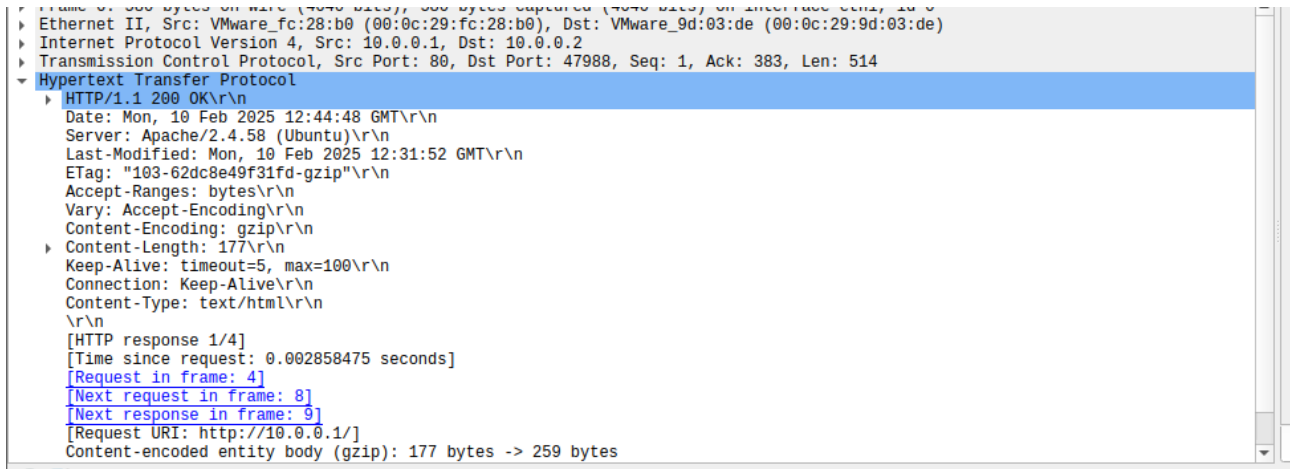 Ethernet II, Src: VMware_fc:28:b0 (00:0c:29:fc:28:b0), Dst: VMware_9d:03:de (00:0c:29:9d:03:de)
Internet Protocol Version 4, Src: 10.0.0.1, Dst: 10.0.0.2
Transmission Control Protocol, Src Port: 80, Dst Port: 47988, Seq: 1, Ack: 383, Len: 514
Hypertext Transfer Protocol
HTTP/1.1 200 OK\r\n
Date: Mon, 10 Feb 2025 12:44:48 GMT\r\n
Server: Apache/2.4.58 (Ubuntu)\r\n
Last-Modified: Mon, 10 Feb 2025 12:31:52 GMT\r\n
ETag: "103-62dc8e49f31fd-gzip"\r\n
Accept-Ranges: bytes\r\n
Vary: Accept-Encoding\r\n
Content-Encoding: gzip\r\n
Content-Length: 177\r\n
Keep-Alive: timeout=5, max=100\r\n
Connection: Keep-Alive\r\n
Content-Type: text/html\r\n
\r\n
[HTTP response 1/4]
[Time since request: 0.002858475 seconds]
[Request in frame: 4]
[Next request in frame: 8]
[Next response in frame: 9]
[Request URI: http://10.0.0.1/]
Content-encoded entity body (gzip): 177 bytes -> 259 bytes